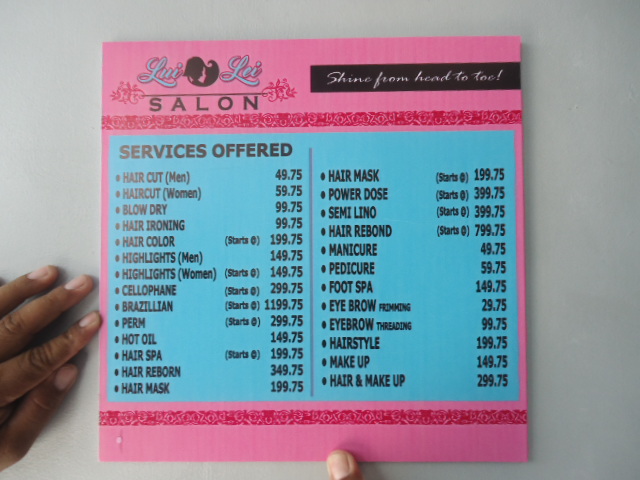 Lui Lei
SALON
Shine from head to toe!
SERVICES OFFERED
• HAIR CUT (Men) 49.75
• HAIRCUT (Women) 59.75
• BLOW DRY 99.75
• HAIR IRONING 99.75
• HAIR COLOR (Starts @) 199.75
• HIGHLIGHTS (Men) 149.75
• HIGHLIGHTS (Women) (Starts @) 149.75
• CELLOPHANE (Starts @) 299.75
• BRAZILLIAN (Starts @) 1199.75
• PERM (Starts @) 299.75
• HOT OIL 149.75
• HAIR SPA (Starts @) 199.75
• HAIR REBORN 349.75
• HAIR MASK 199.75
• HAIR MASK (Starts @) 199.75
• POWER DOSE (Starts @) 399.75
• SEMI LINO (Starts @) 399.75
• HAIR REBOND (Starts @) 799.75
• MANICURE 49.75
• PEDICURE 59.75
• FOOT SPA 149.75
• EYE BROW FRIMMING 29.75
• EYEBROW THREADING 99.75
• HAIRSTYLE 199.75
• MAKE UP 149.75
• HAIR & MAKE UP 299.75